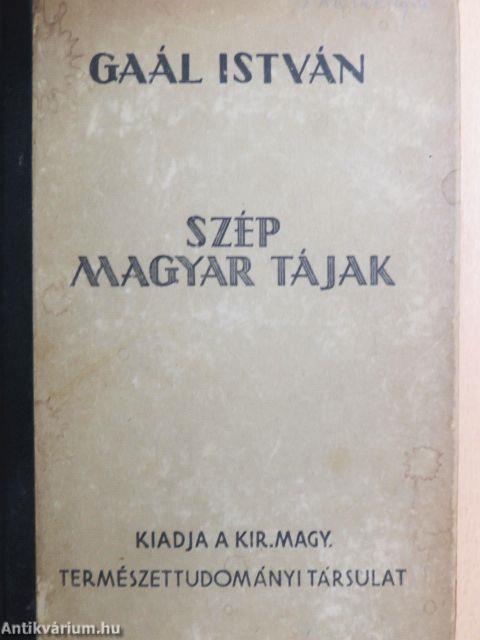 GAÁL ISTVÁN
SZÉP
MAGYAR TÁJAK
KIADJA A KIR. MAGY.
TERMÉSZETTUDOMÁNYI TÁRSULAT
Antikvárium.hu